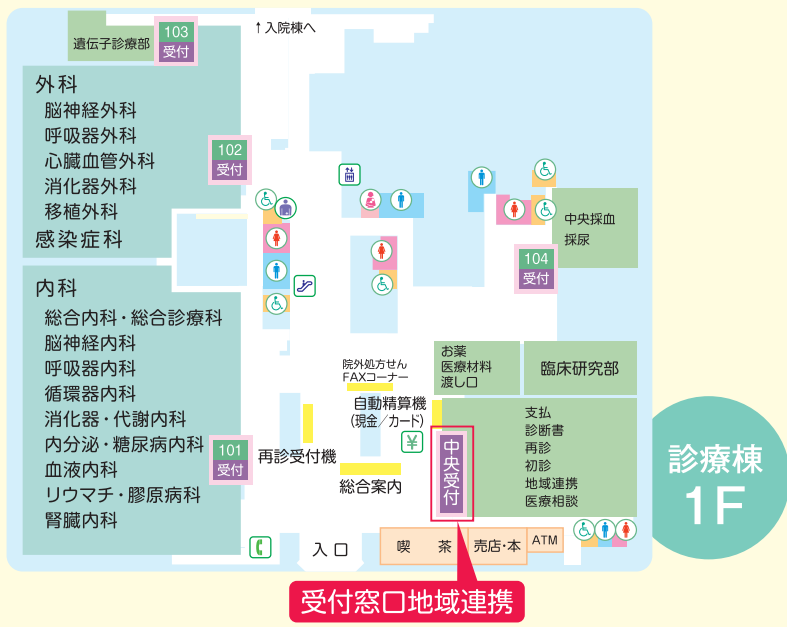 ↑入院棟へ
遺伝子診療部
103
受付
外科
脳神経外科
呼吸器外科
心臓血管外科
消化器外科
移植外科
感染症科
102
受付
中央採血
採尿
104
受付
内科
総合内科・総合診療科
脳神経内科
呼吸器内科
循環器内科
消化器・代謝内科
内分泌・糖尿病内科
血液内科
リウマチ・膠原病科
腎臓内科
101
受付
院外処方せん
FAXコーナー
自動精算機
(現金/カード)
¥
再診受付機
総合案内
お薬
医療材料
渡し口
臨床研究部
中央受付
支払
診断書
再診
初診
地域連携
医療相談
診療棟
1F
入口
喫茶
売店・本
ATM
受付窓口地域連携